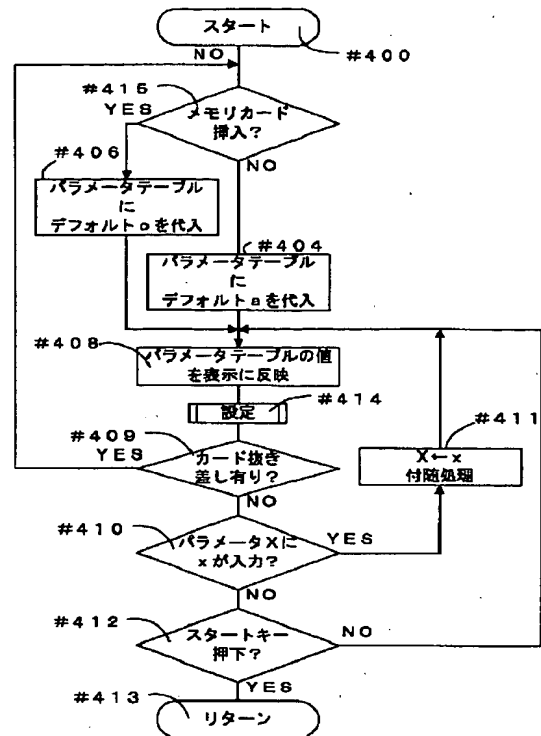 スタート
#400
NO
#415
YES
メモリカード
挿入?
#406
NO
パラメータテーブル
に
デフォルトcを代入
#404
パラメータテーブル
に
デフォルトaを代入
#408
パラメータテーブルの値
を表示に反映
設定
#414
#409
YES
カード抜き
差し有り?
#411
X←x
付随処理
NO
#410
パラメータXに
xが入力?
YES
NO
#412
スタートキー
押下?
NO
YES
#413
リターン